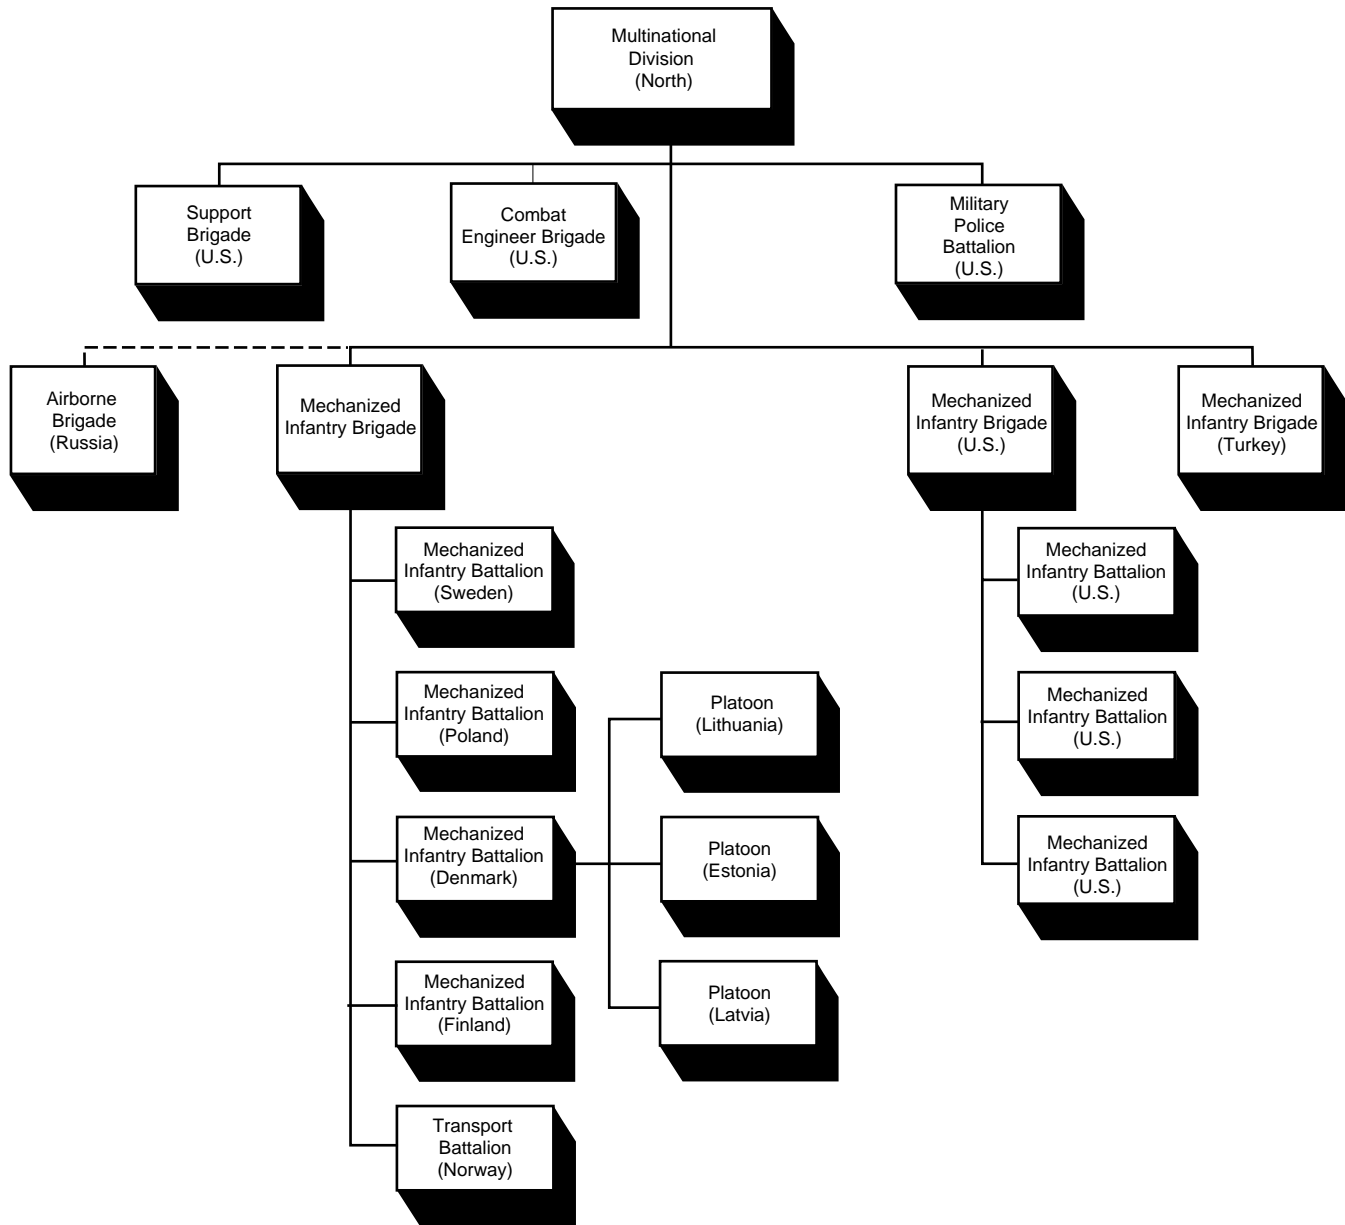 Multinational
Division
(North)
Support
Brigade
(U.S.)
Combat
Engineer Brigade
(U.S.)
Military
Police
Battalion
(U.S.)
Airborne
Brigade
(Russia)
Mechanized
Infantry Brigade
Mechanized
Infantry Brigade
(U.S.)
Mechanized
Infantry Brigade
(Turkey)
Mechanized
Infantry Battalion
(Sweden)
Mechanized
Infantry Battalion
(Poland)
Mechanized
Infantry Battalion
(Denmark)
Mechanized
Infantry Battalion
(Finland)
Transport
Battalion
(Norway)
Platoon
(Lithuania)
Platoon
(Estonia)
Platoon
(Latvia)
Mechanized
Infantry Battalion
(U.S.)
Mechanized
Infantry Battalion
(U.S.)
Mechanized
Infantry Battalion
(U.S.)